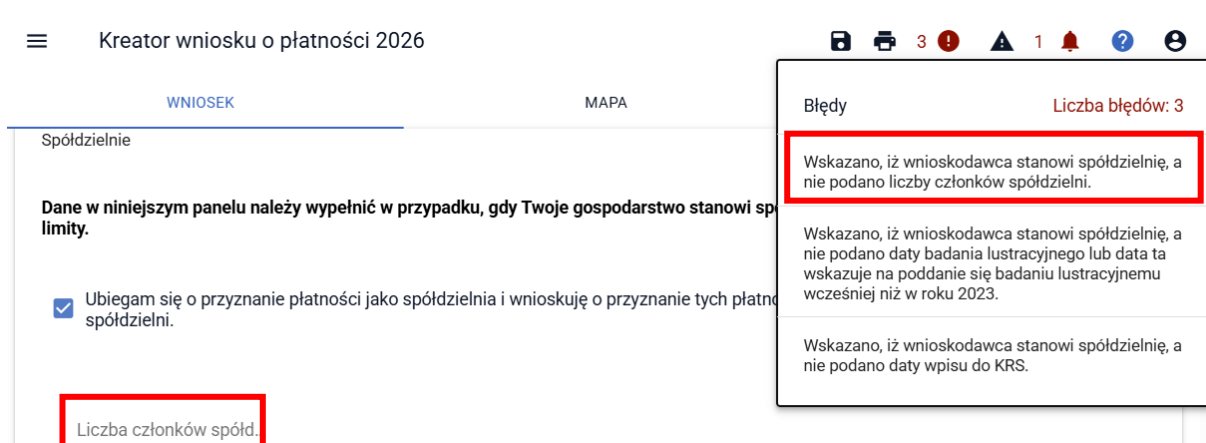 Kreator wniosku o płatności 2026
3
1
WNIOSEK
MAPA
Spółdzielnie
Dane w niniejszym panelu należy wypełnić w przypadku, gdy Twoje gospodarstwo stanowi sp
limity.
Ubiegam się o przyznanie płatności jako spółdzielnia i wnioskuję o przyznanie tych płatno
spółdzielni.
Liczba członków spółd.
Błędy
Liczba błędów: 3
Wskazano, iż wnioskodawca stanowi spółdzielnię, a
nie podano liczby członków spółdzielni.
Wskazano, iż wnioskodawca stanowi spółdzielnię, a
nie podano daty badania lustracyjnego lub data ta
wskazuje na poddanie się badaniu lustracyjnemu
wcześniej niż w roku 2023.
Wskazano, iż wnioskodawca stanowi spółdzielnię, a
nie podano daty wpisu do KRS.